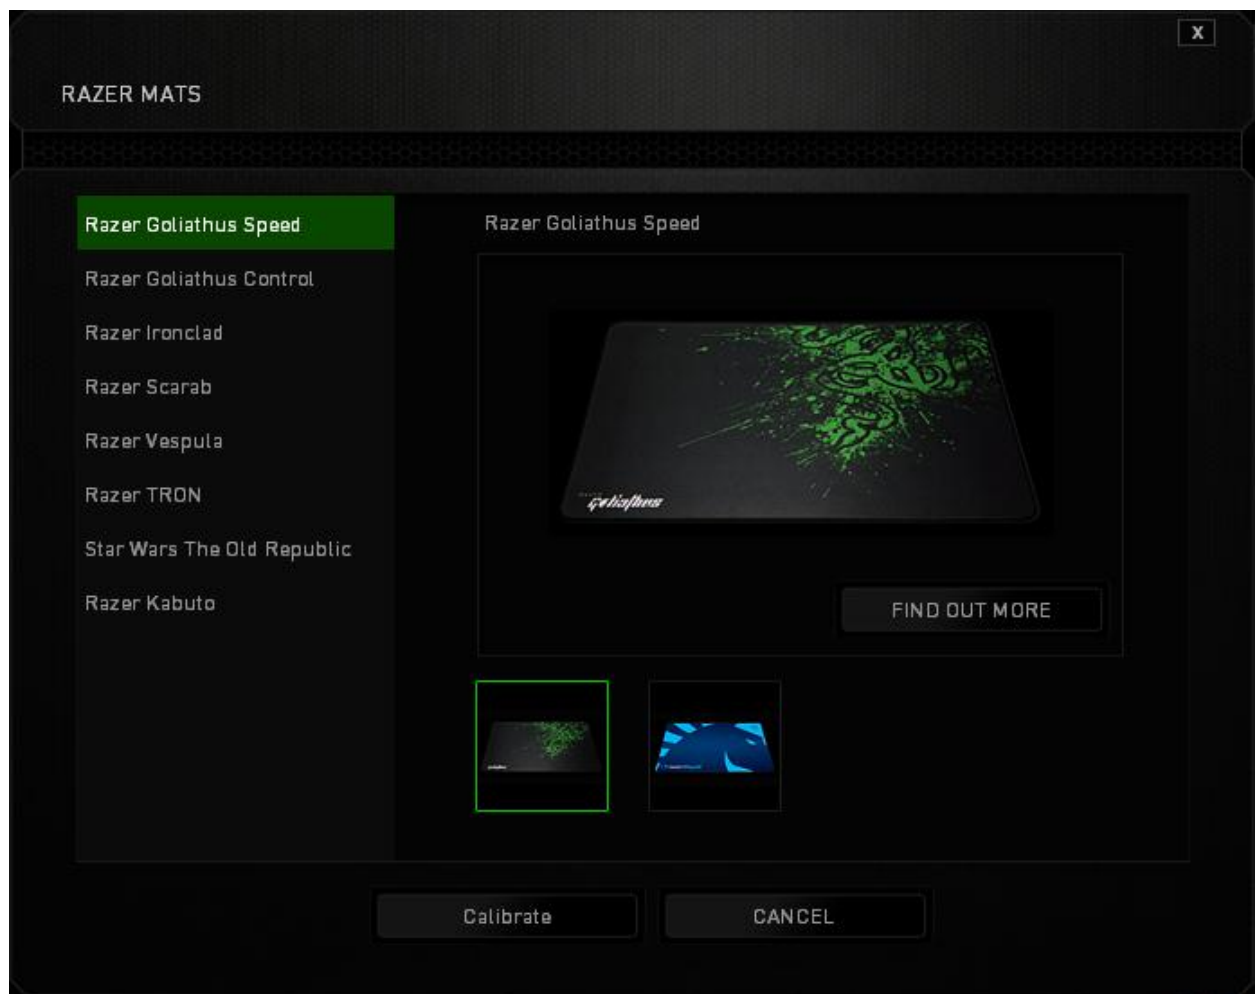 X
RAZER MATS
Razer Goliathus Speed
Razer Goliathus Control
Razer Ironclad
Razer Scarab
Razer Vespula
Razer TRON
Star Wars The Old Republic
Razer Kabuto
Razer Goliathus Speed
goliathus
FIND OUT MORE
Calibrate
CANCEL